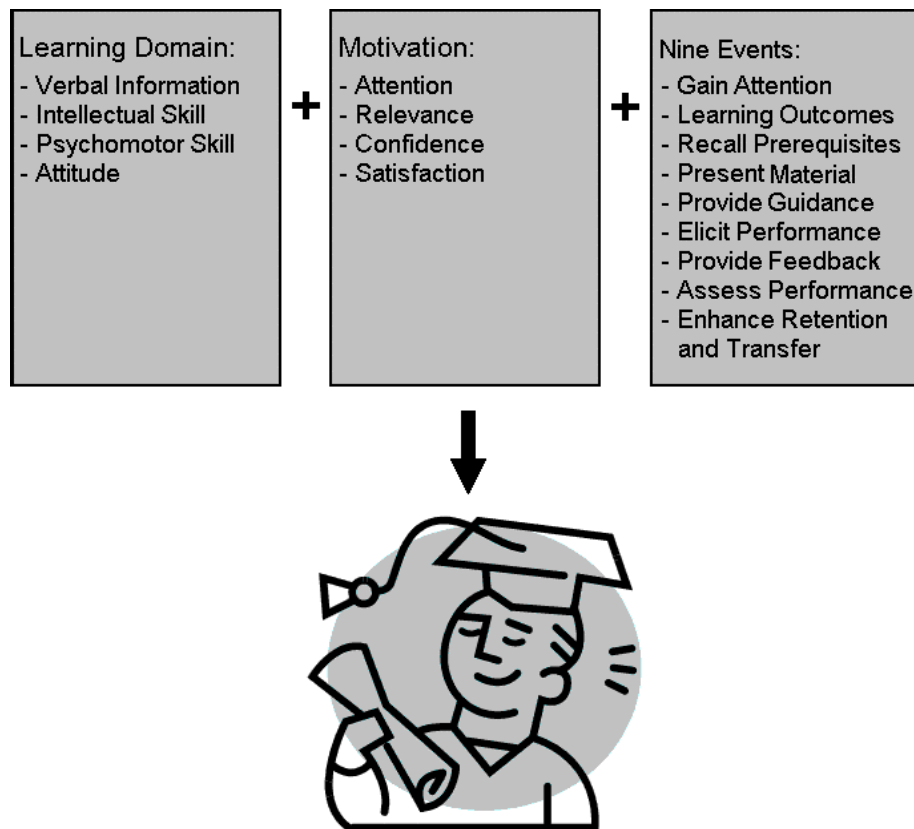 Learning Domain:
- Verbal Information
- Intellectual Skill
- Psychomotor Skill
- Attitude
+
Motivation:
- Attention
- Relevance
- Confidence
- Satisfaction
+
Nine Events:
- Gain Attention
- Learning Outcomes
- Recall Prerequisites
- Present Material
- Provide Guidance
- Elicit Performance
- Provide Feedback
- Assess Performance
- Enhance Retention
and Transfer